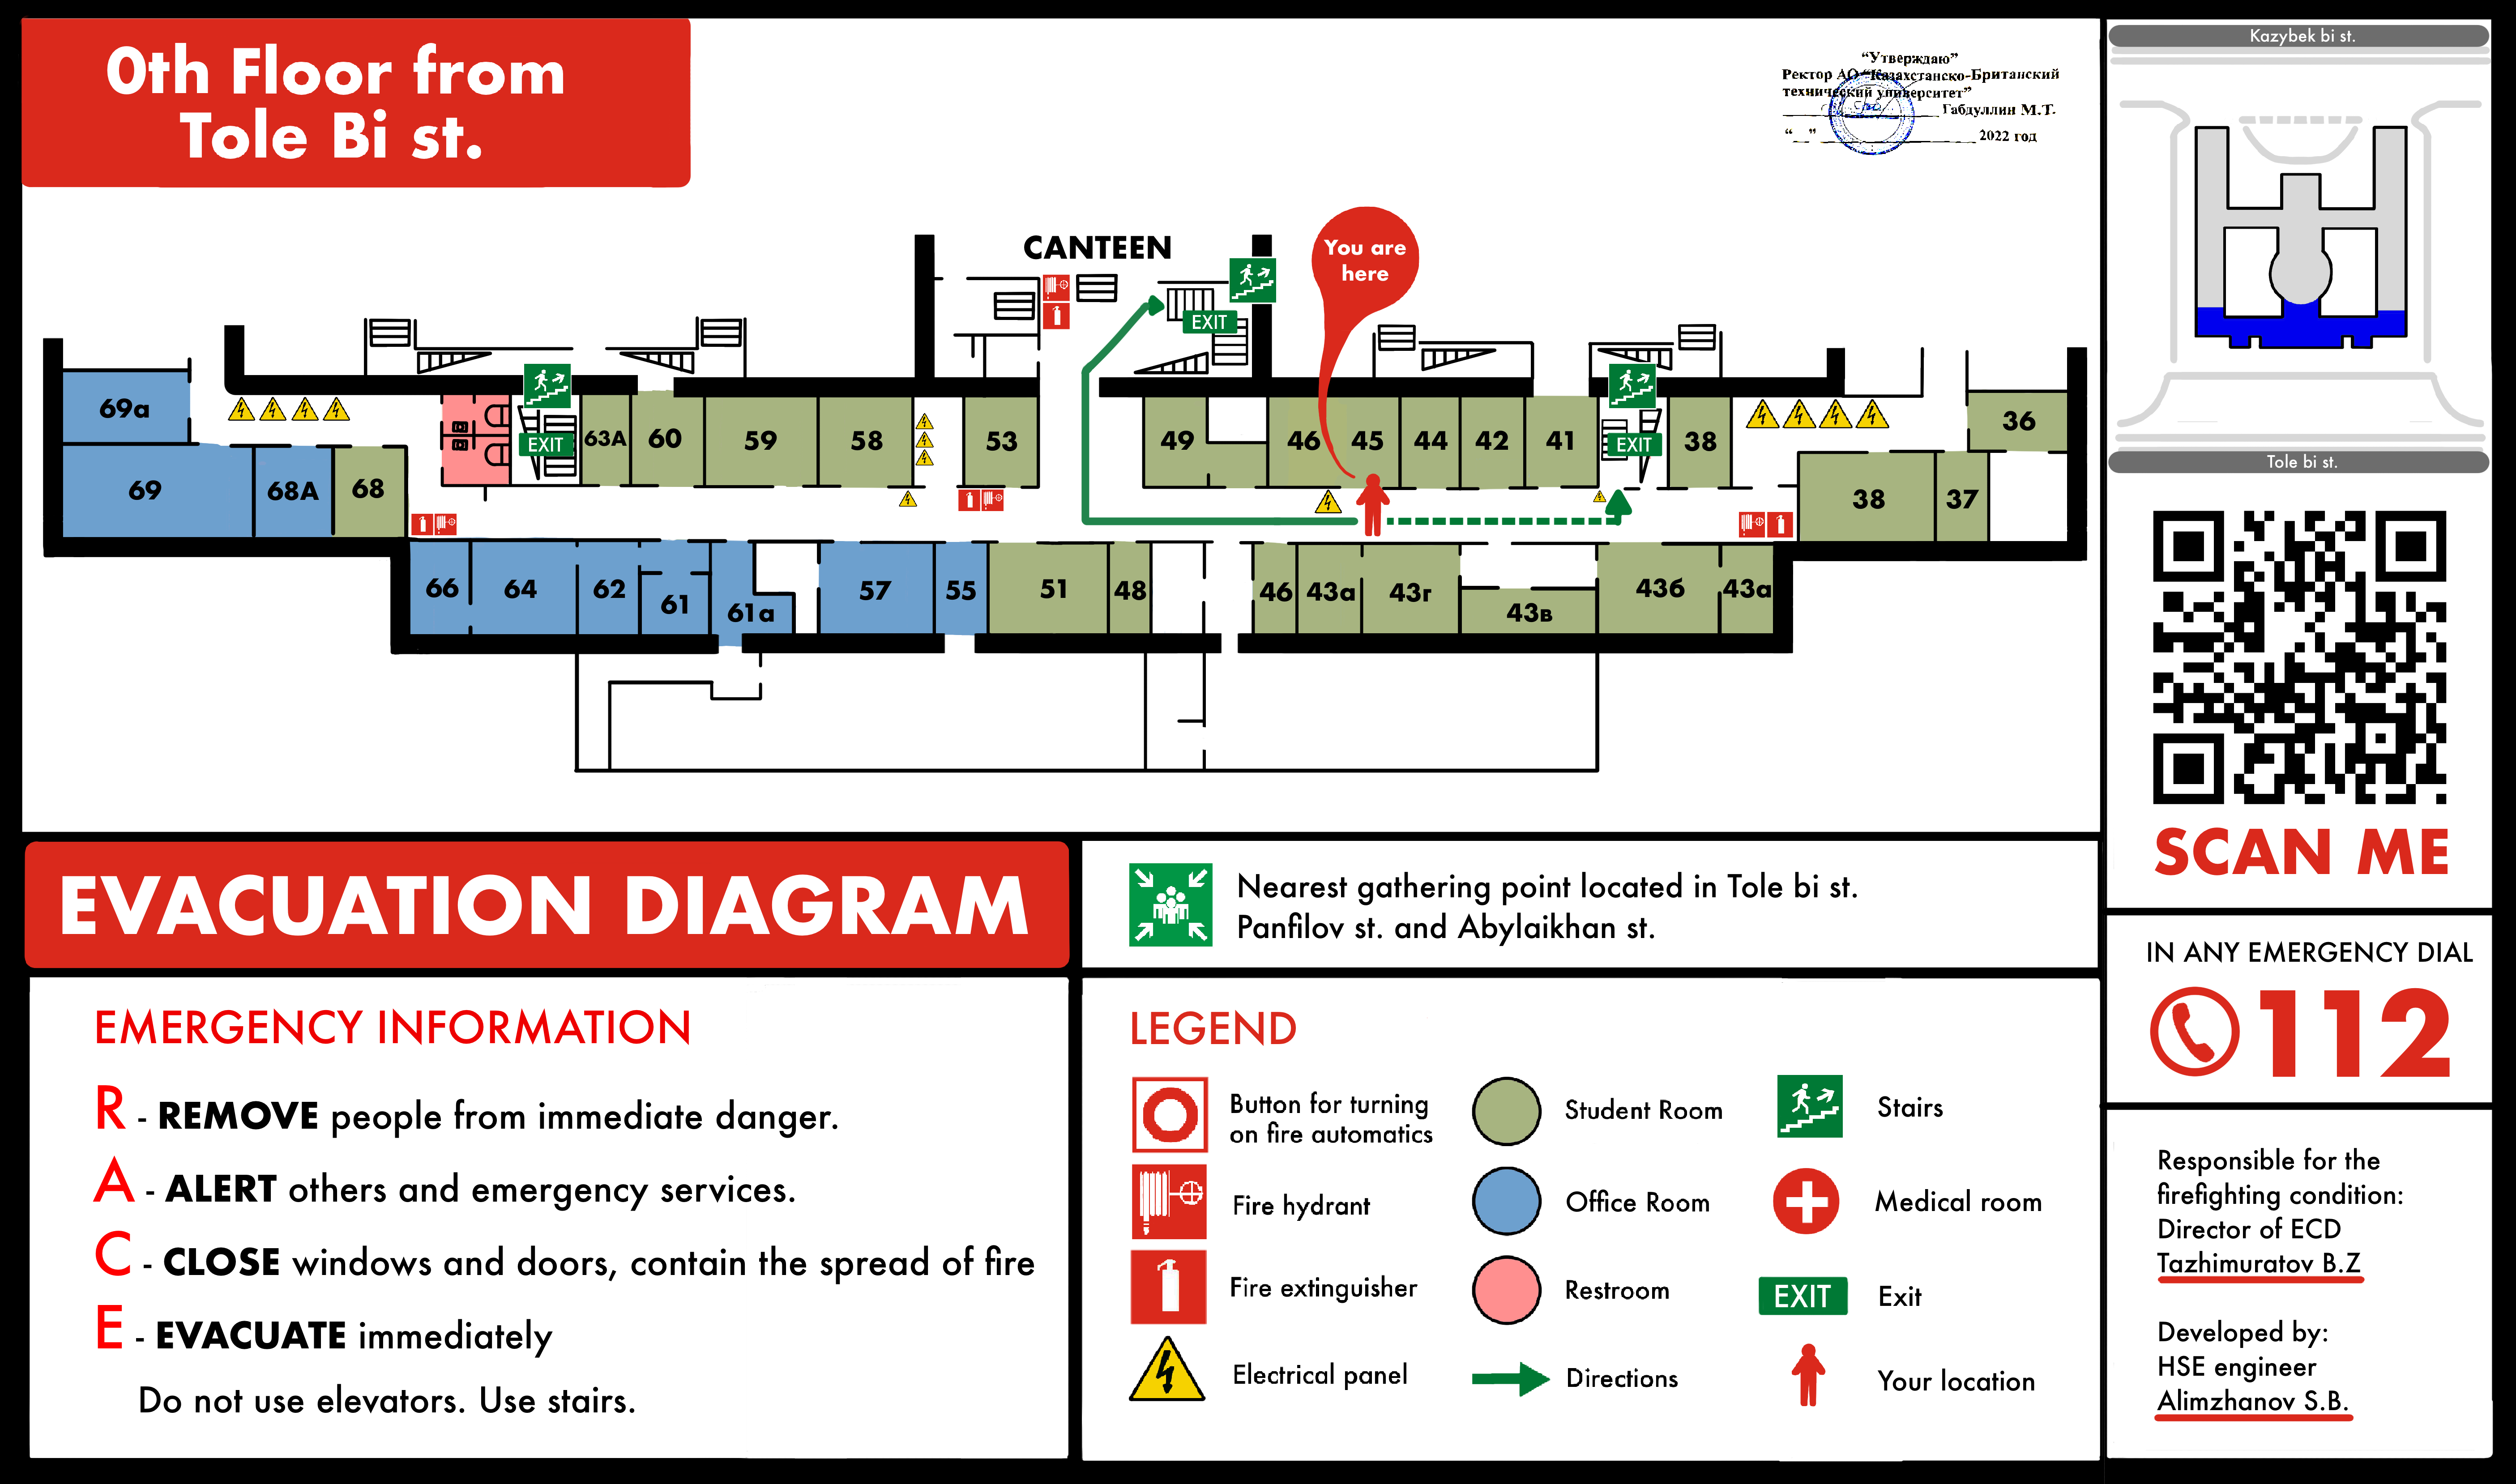 0th Floor from
Tole Bi st.
“Утверждаю”
Ректор АО “Казахстанско-Британский
технический университет”
Габдуллин М.Т.
“ ” 2022 год
CANTEEN
You are
here
EXIT
69a
69
68A
68
EXIT
63A
60
59
58
53
49
46
45
44
42
41
EXIT
38
36
38
37
66
64
62
61
61a
57
55
51
48
46
43a
43г
43в
43б
43a
Kazybek bi st.
Tole bi st.
SCAN ME
EVACUATION DIAGRAM
Nearest gathering point located in Tole bi st.
Panfilov st. and Abylaikhan st.
IN ANY EMERGENCY DIAL
112
EMERGENCY INFORMATION
R - REMOVE people from immediate danger.
A - ALERT others and emergency services.
C - CLOSE windows and doors, contain the spread of fire
E - EVACUATE immediately
Do not use elevators. Use stairs.
LEGEND
Button for turning
on fire automatics
Fire hydrant
Fire extinguisher
Electrical panel
Student Room
Office Room
Restroom
Directions
Stairs
Medical room
EXIT
Exit
Your location
Responsible for the
firefighting condition:
Director of ECD
Tazhimuratov B.Z
Developed by:
HSE engineer
Alimzhanov S.B.